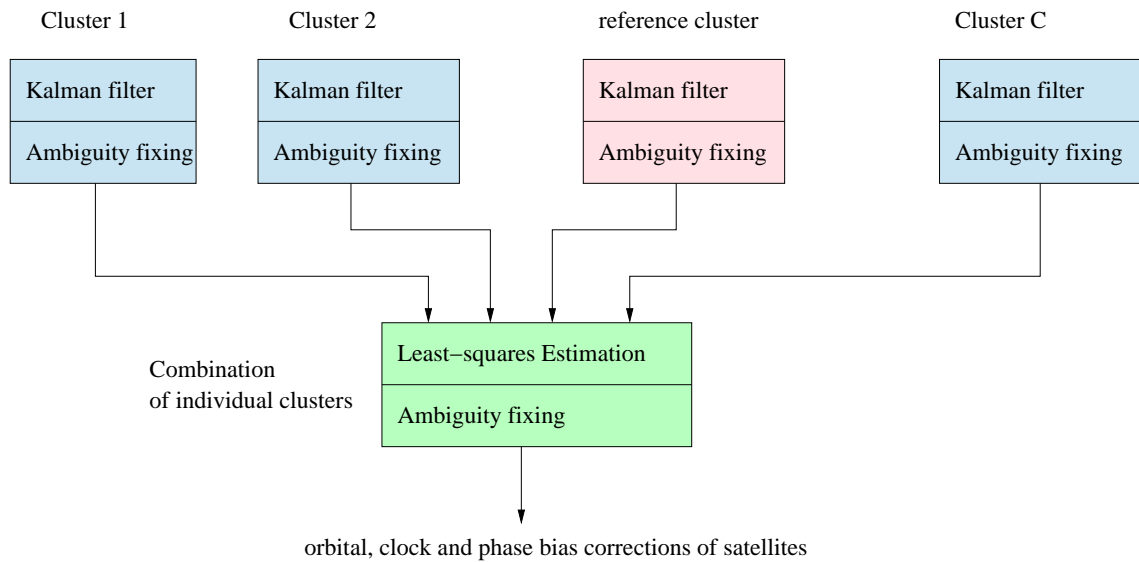 Cluster 1
Cluster 2
reference cluster
Cluster C
Kalman filter
Kalman filter
Kalman filter
Kalman filter
Ambiguity fixing
Ambiguity fixing
Ambiguity fixing
Ambiguity fixing
Least−squares Estimation
Combination
of individual clusters
Ambiguity fixing
orbital, clock and phase bias corrections of satellites